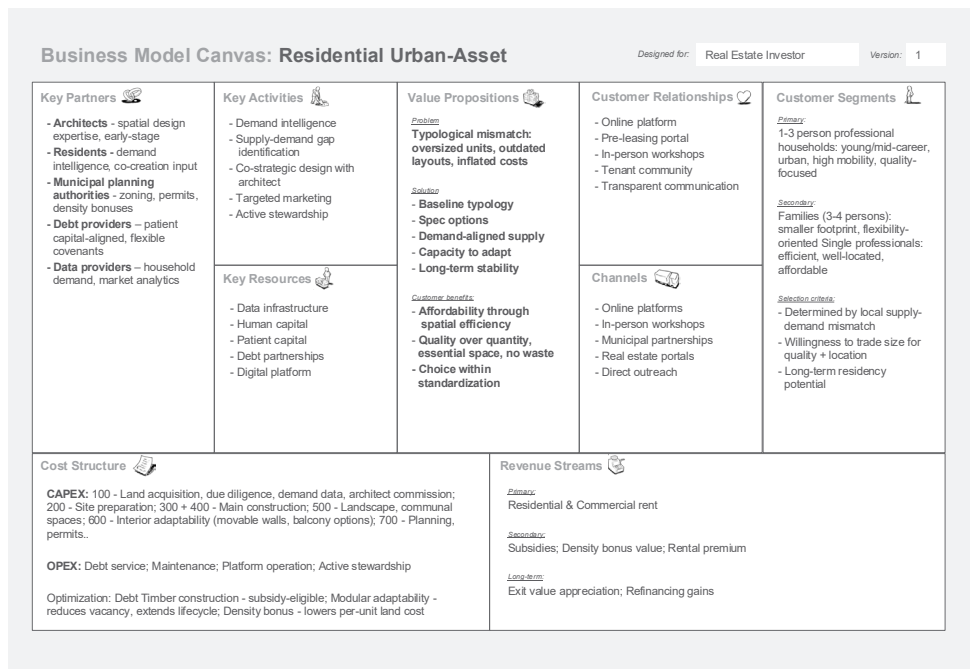 Business Model Canvas: Residential Urban-Asset
Designed for:
Real Estate Investor
Version:
1
Key Partners
- Architects - spatial design
expertise, early-stage
- Residents - demand
intelligence, co-creation input
- Municipal planning
authorities - zoning, permits,
density bonuses
- Debt providers – patient
capital-aligned, flexible
covenants
- Data providers – household
demand, market analytics
Key Activities
- Demand intelligence
- Supply-demand gap
identification
- Co-strategic design with
architect
- Targeted marketing
- Active stewardship
Key Resources
- Data infrastructure
- Human capital
- Patient capital
- Debt partnerships
- Digital platform
Value Propositions
Problem
Typological mismatch:
oversized units, outdated
layouts, inflated costs
Solution
- Baseline typology
- Spec options
- Demand-aligned supply
- Capacity to adapt
- Long-term stability
Customer benefits:
- Affordability through
spatial efficiency
- Quality over quantity,
essential space, no waste
- Choice within
standardization
Customer Relationships
- Online platform
- Pre-leasing portal
- In-person workshops
- Tenant community
- Transparent communication
Channels
- Online platforms
- In-person workshops
- Municipal partnerships
- Real estate portals
- Direct outreach
Customer Segments
Primary:
1-3 person professional
households: young/mid-career,
urban, high mobility, quality-
focused
Secondary:
Families (3-4 persons):
smaller footprint, flexibility-
oriented Single professionals:
efficient, well-located,
affordable
Selection criteria:
- Determined by local supply-
demand mismatch
- Willingness to trade size for
quality + location
- Long-term residency
potential
Cost Structure
CAPEX: 100 - Land acquisition, due diligence, demand data, architect commission;
200 - Site preparation; 300 + 400 - Main construction; 500 - Landscape, communal
spaces; 600 - Interior adaptability (movable walls, balcony options); 700 - Planning,
permits..
OPEX: Debt service; Maintenance; Platform operation; Active stewardship
Optimization: Debt Timber construction - subsidy-eligible; Modular adaptability -
reduces vacancy, extends lifecycle; Density bonus - lowers per-unit land cost
Revenue Streams
Primary:
Residential & Commercial rent
Secondary:
Subsidies; Density bonus value; Rental premium
Long-term:
Exit value appreciation; Refinancing gains